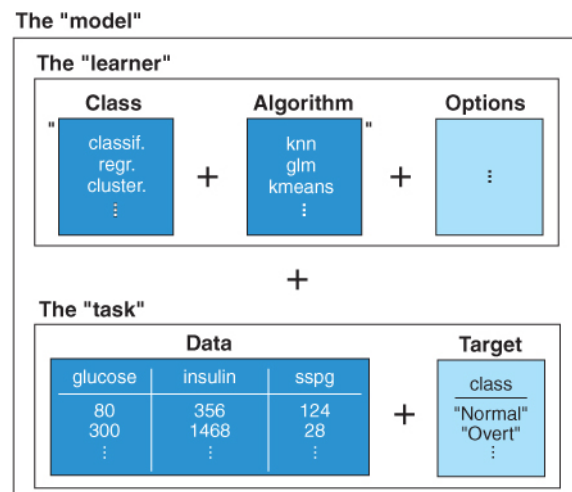 The "model"
The "learner"
Class Algorithm Options
" classif. knn "
regr. + glm +
cluster. kmeans
⋮ ⋮ ⋮
+
The "task"
Data Target
glucose insulin sspg class
80 356 124 + "Normal"
300 1468 28 "Overt"
⋮ ⋮ ⋮ ⋮